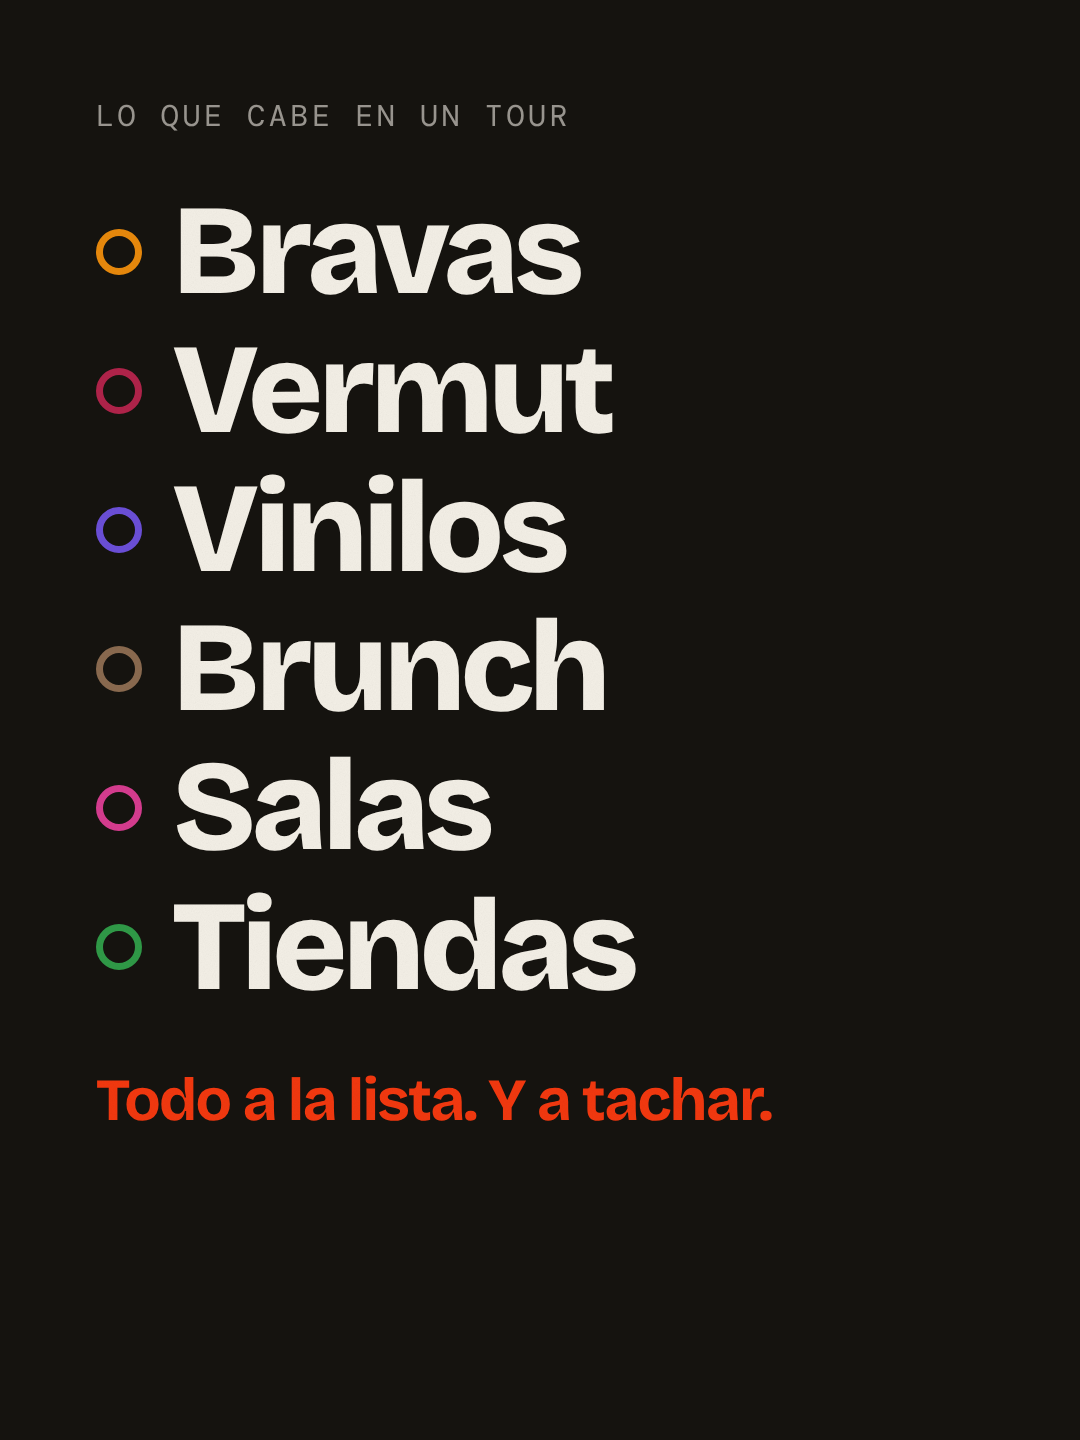 LO QUE CABE EN UN TOUR
Bravas
Vermut
Vinilos
Brunch
Salas
Tiendas
Todo a la lista. Y a tachar.